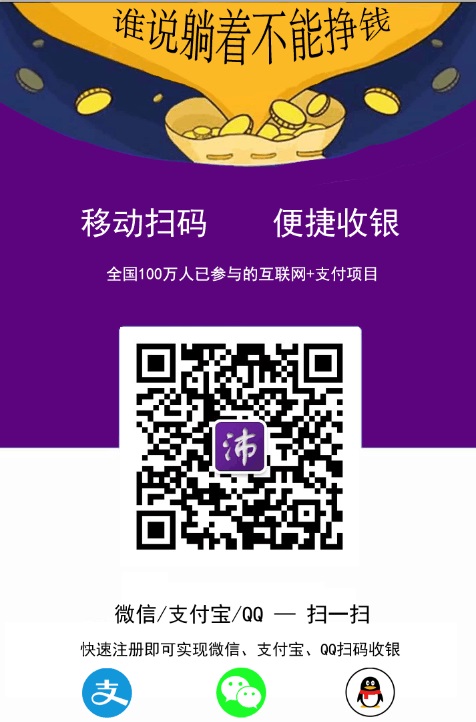 谁说躺着不能挣钱
移动扫码 便捷收银
全国100万人已参与的互联网+支付项目
沛
微信/支付宝/QQ — 扫一扫
快速注册即可实现微信、支付宝、QQ扫码收银
支